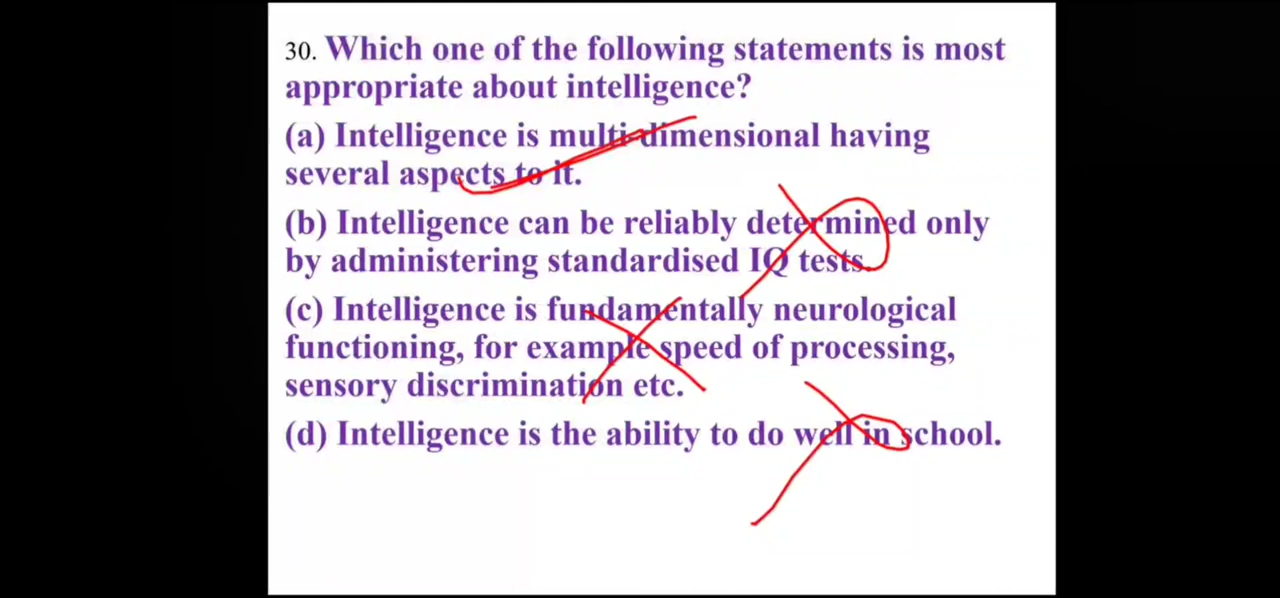 30. Which one of the following statements is most
appropriate about intelligence?
(a) Intelligence is multi-dimensional having
several aspects to it.
(b) Intelligence can be reliably determined only
by administering standardised IQ tests.
(c) Intelligence is fundamentally neurological
functioning, for example speed of processing,
sensory discrimination etc.
(d) Intelligence is the ability to do well in school.